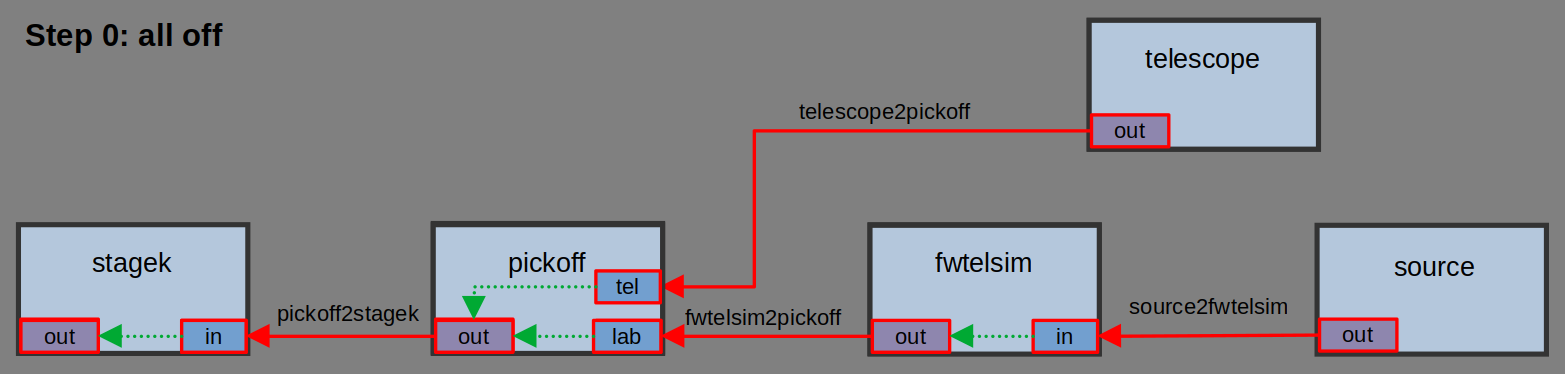 Step 0: all off
telescope
telescope2pickoff
out
stagek
pickoff
fwtelsim
source
tel
pickoff2stagek
fwtelsim2pickoff
source2fwtelsim
out
in
out
lab
out
in
out